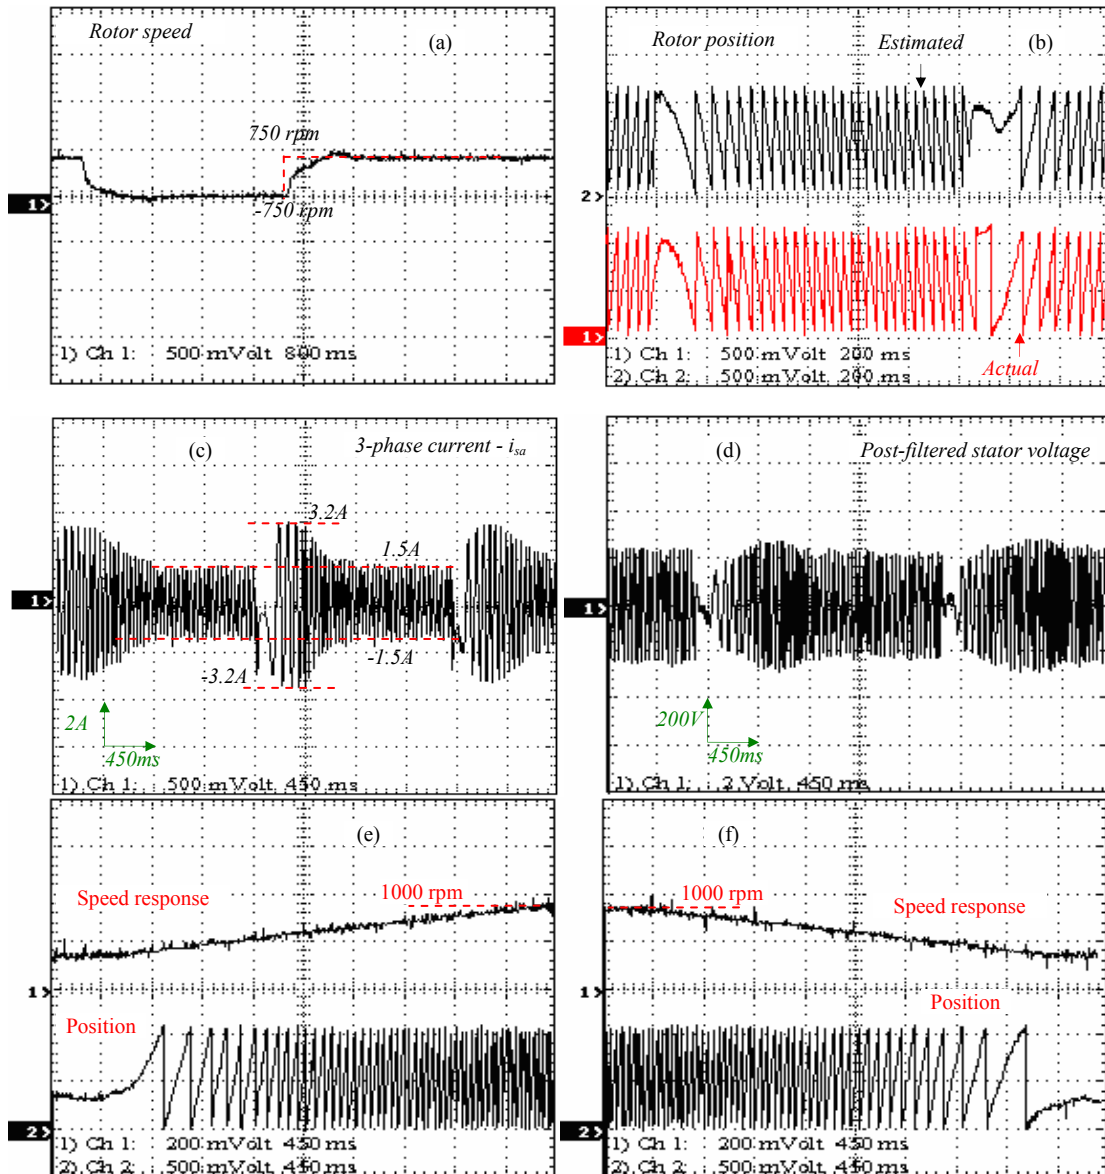 Rotor speed
(a)
750 rpm
1
-750 rpm
1) Ch 1: 500 mVolt 800 ms
Rotor position
Estimated
(b)
2
1
1) Ch 1: 500 mVolt 200 ms
2) Ch 2: 500 mVolt 200 ms
Actual
(c)
3-phase current - isa
3.2A
1.5A
1
-1.5A
-3.2A
2A
450ms
1) Ch 1: 500 mVolt 450 ms
(d)
Post-filtered stator voltage
1
200V
450ms
1) Ch 1: 2 Volt 450 ms
(e)
1000 rpm
Speed response
1
Position
2
1) Ch 1: 200 mVolt 450 ms
2) Ch 2: 500 mVolt 450 ms
(f)
1000 rpm
Speed response
1
Position
2
1) Ch 1: 200 mVolt 450 ms
2) Ch 2: 500 mVolt 450 ms